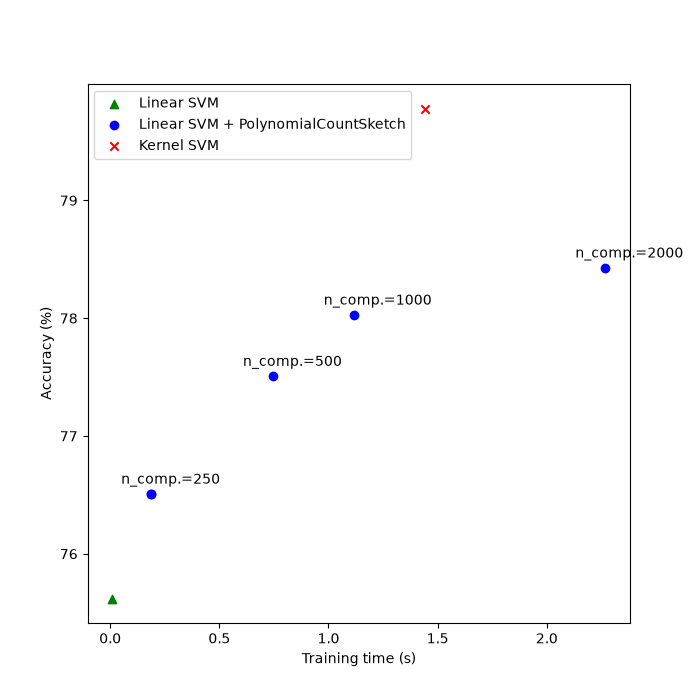 Linear SVM
Linear SVM + PolynomialCountSketch
Kernel SVM
79
78
77
76
Accuracy (%)
n_comp.=2000
n_comp.=1000
n_comp.=500
n_comp.=250
0.0 0.5 1.0 1.5 2.0
Training time (s)